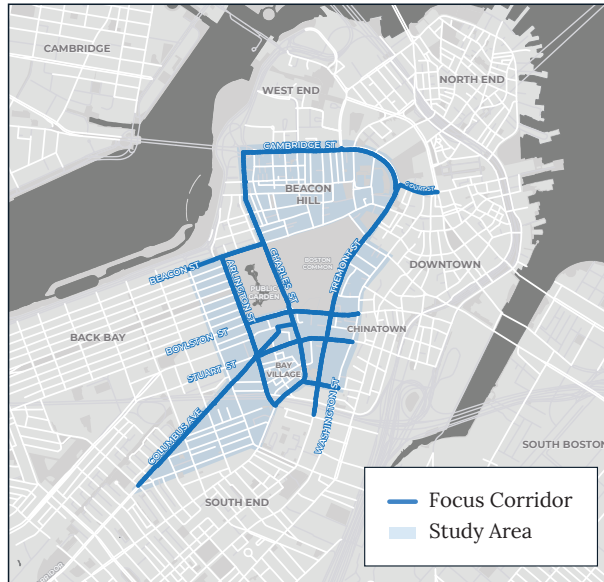 CAMBRIDGE
NORTH END
WEST END
CAMBRIDGE ST
BEACON
HILL
COURT ST
TREMONT ST
BOSTON
COMMON
DOWNTOWN
BEACON ST
ARLINGTON ST
CHARLES ST
PUBLIC
GARDEN
BACK BAY
BOYLSTON ST
CHINATOWN
STUART ST
BAY
VILLAGE
WASHINGTON ST
COLUMBUS AVE
SOUTH BOSTON
SOUTH END
Focus Corridor
Study Area